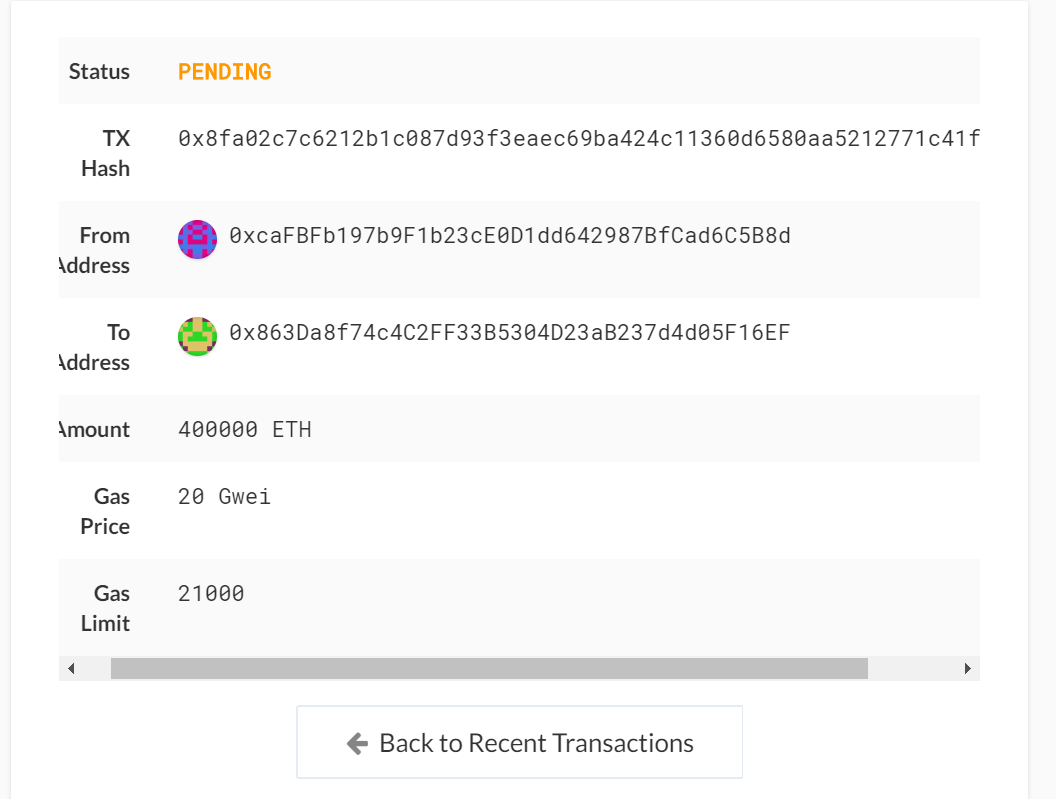 Status PENDING
TX Hash 0x8fa02c7c6212b1c087d93f3eaec69ba424c11360d6580aa5212771c41f
From Address 0xcaFBFb197b9F1b23cE0D1dd642987BfCad6C5B8d
To Address 0x863Da8f74c4C2FF33B5304D23aB237d4d05F16EF
Amount 400000 ETH
Gas Price 20 Gwei
Gas Limit 21000
Back to Recent Transactions